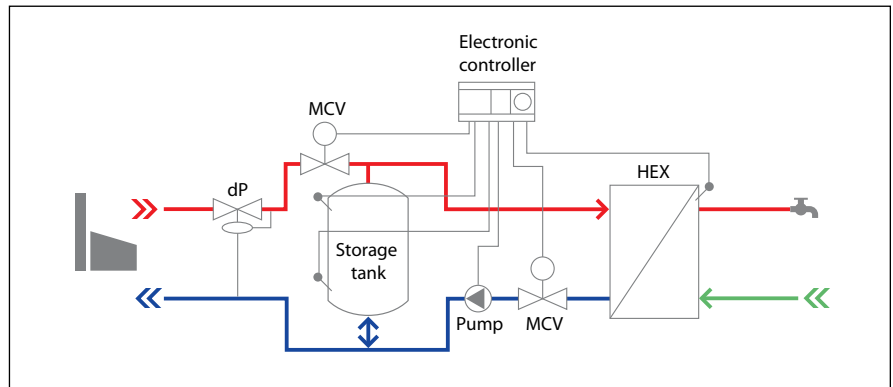 Electronic
controller
MCV
HEX
dP
Storage
tank
Pump
MCV